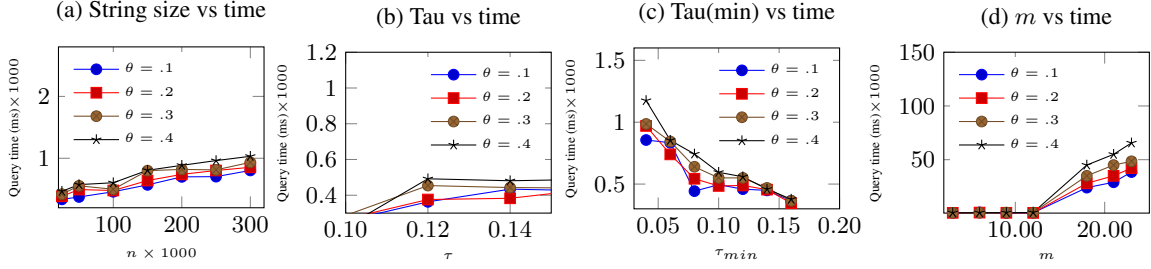 (a) String size vs time
Query time (ms)×1000
2
1
100
200
300
n × 1000
θ = .1
θ = .2
θ = .3
θ = .4
(b) Tau vs time
Query time (ms)×1000
1.2
1
0.8
0.6
0.4
0.10
0.12
0.14
τ
θ = .1
θ = .2
θ = .3
θ = .4
(c) Tau(min) vs time
Query time (ms)×1000
1.5
1
0.5
0.05
0.10
0.15
0.20
τmin
θ = .1
θ = .2
θ = .3
θ = .4
(d) m vs time
Query time (ms)×1000
150
100
50
10.00
20.00
m
θ = .1
θ = .2
θ = .3
θ = .4